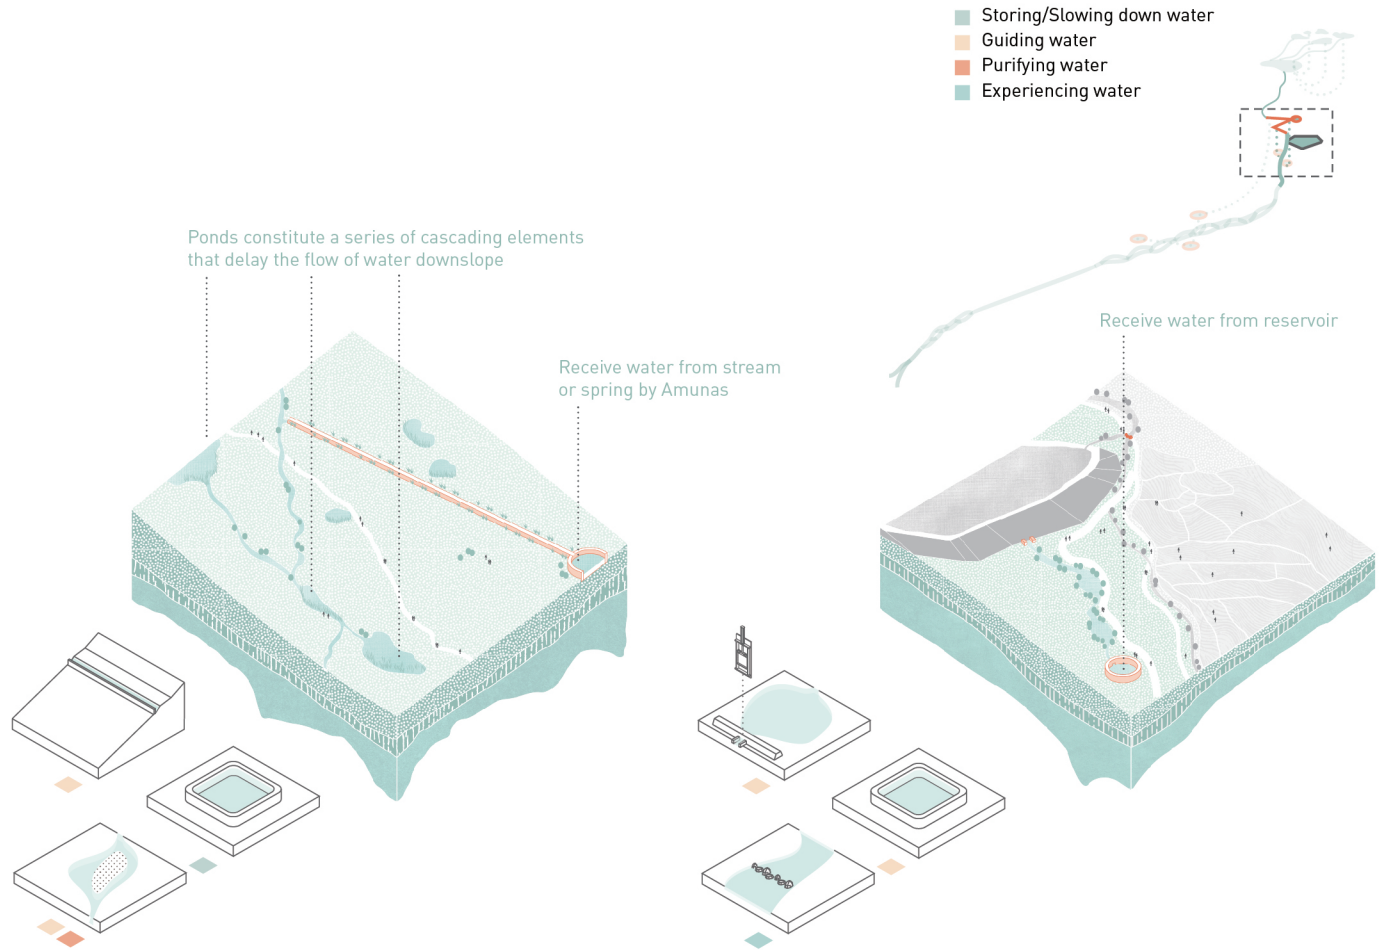 Storing/Slowing down water
Guiding water
Purifying water
Experiencing water
Ponds constitute a series of cascading elements
that delay the flow of water downslope
Receive water from stream
or spring by Amunas
Receive water from reservoir